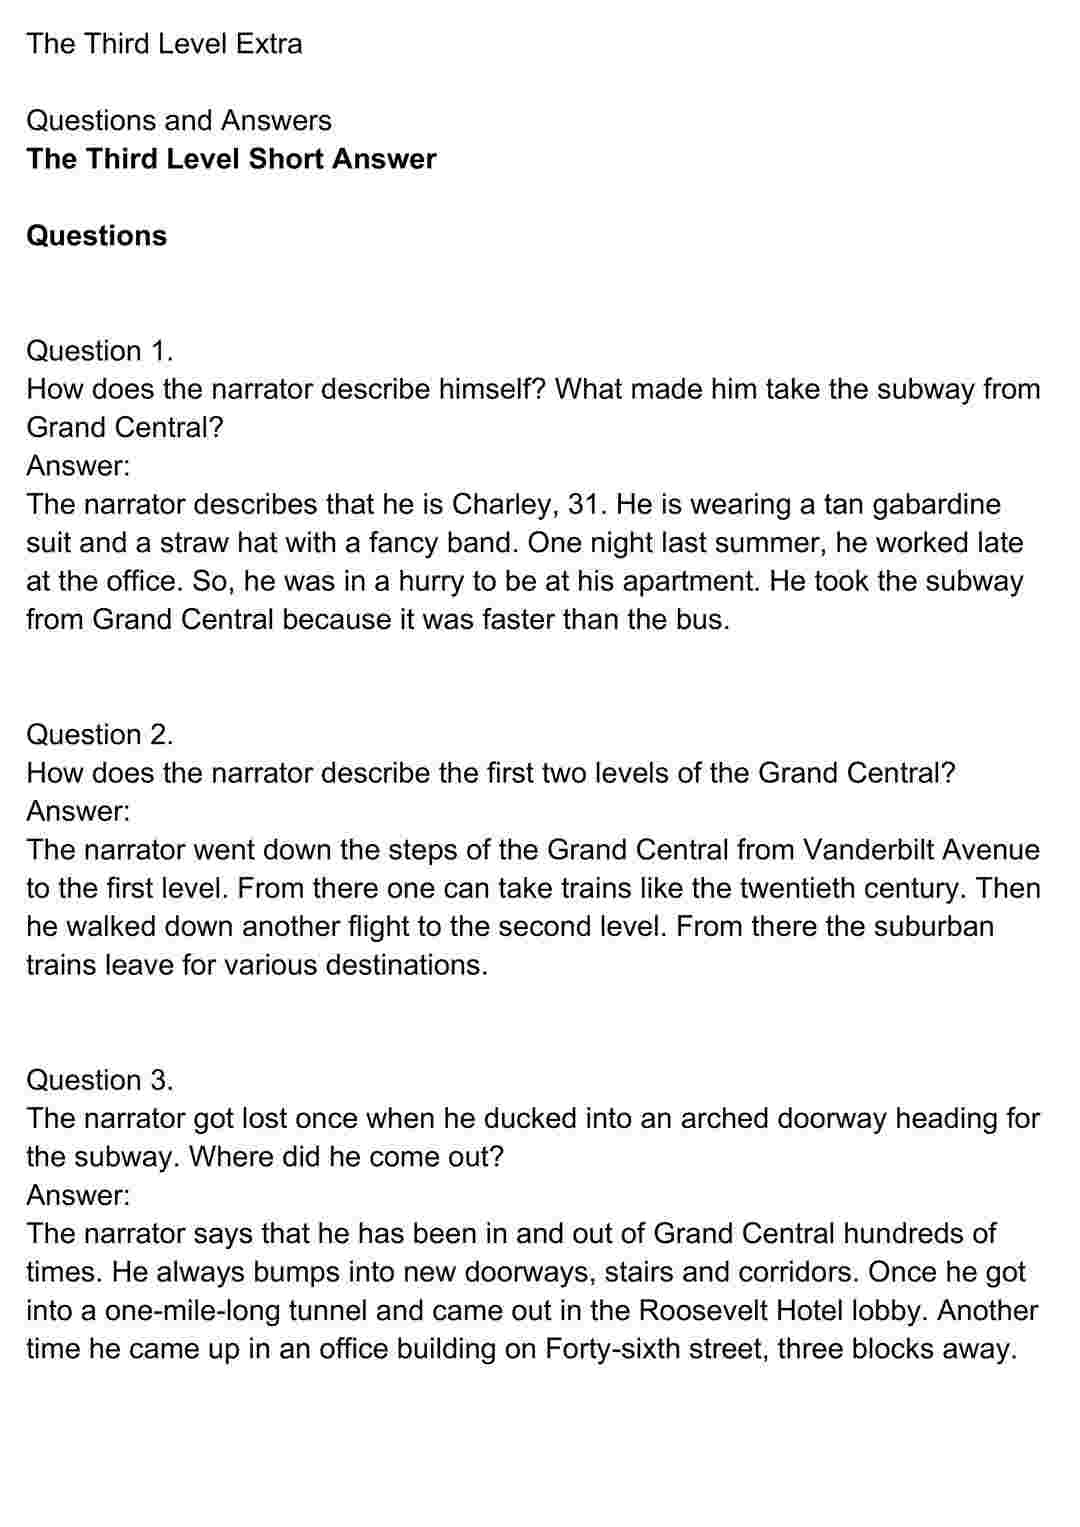 The Third Level Extra
Questions and Answers
The Third Level Short Answer
Questions
Question 1.
How does the narrator describe himself? What made him take the subway from
Grand Central?
Answer:
The narrator describes that he is Charley, 31. He is wearing a tan gabardine
suit and a straw hat with a fancy band. One night last summer, he worked late
at the office. So, he was in a hurry to be at his apartment. He took the subway
from Grand Central because it was faster than the bus.
Question 2.
How does the narrator describe the first two levels of the Grand Central?
Answer:
The narrator went down the steps of the Grand Central from Vanderbilt Avenue
to the first level. From there one can take trains like the twentieth century. Then
he walked down another flight to the second level. From there the suburban
trains leave for various destinations.
Question 3.
The narrator got lost once when he ducked into an arched doorway heading for
the subway. Where did he come out?
Answer:
The narrator says that he has been in and out of Grand Central hundreds of
times. He always bumps into new doorways, stairs and corridors. Once he got
into a one-mile-long tunnel and came out in the Roosevelt Hotel lobby. Another
time he came up in an office building on Forty-sixth street, three blocks away.